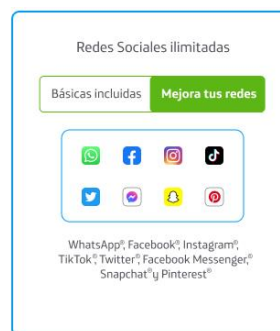 Redes Sociales ilimitadas
Básicas incluidas Mejora tus redes
WhatsApp®, Facebook®, Instagram®,
TikTok®, Twitter®, Facebook Messenger,®
Snapchat®y Pinterest®